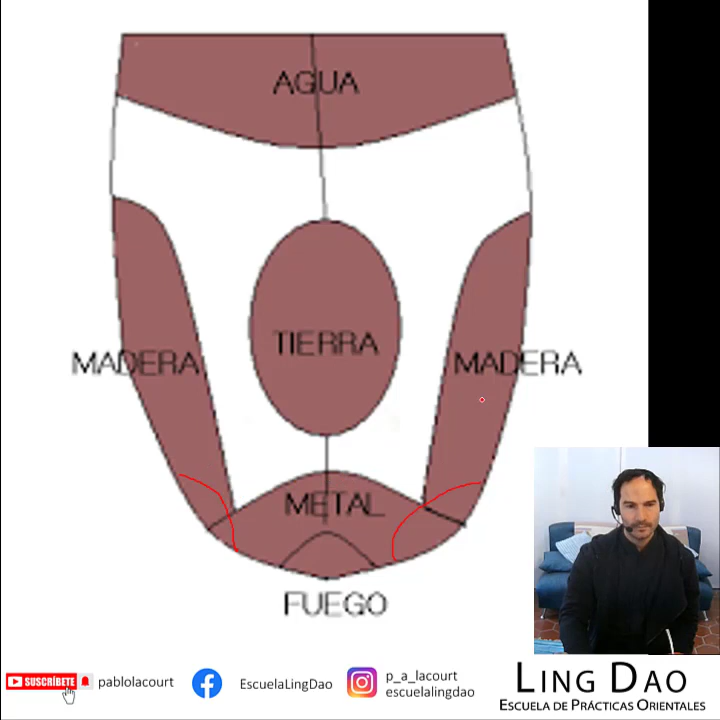 AGUA
TIERRA
MADERA
MADERA
METAL
FUEGO
SUSCRÍBETE
pablolacourt
EscuelaLingDao
p_a_lacourt
escuelalingdao
LING DAO
ESCUELA DE PRÁCTICAS ORIENTALES